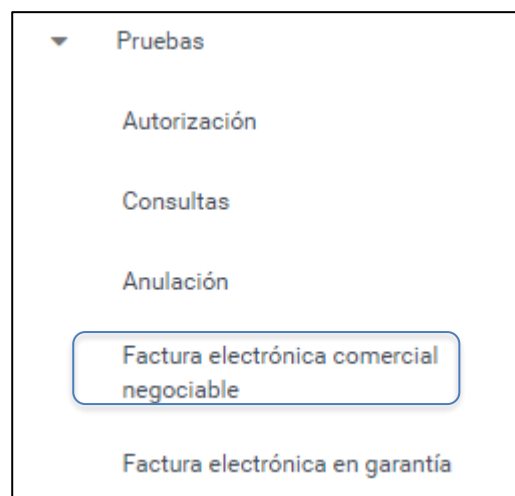 Pruebas
Autorización
Consultas
Anulación
Factura electrónica comercial
negociable
Factura electrónica en garantía